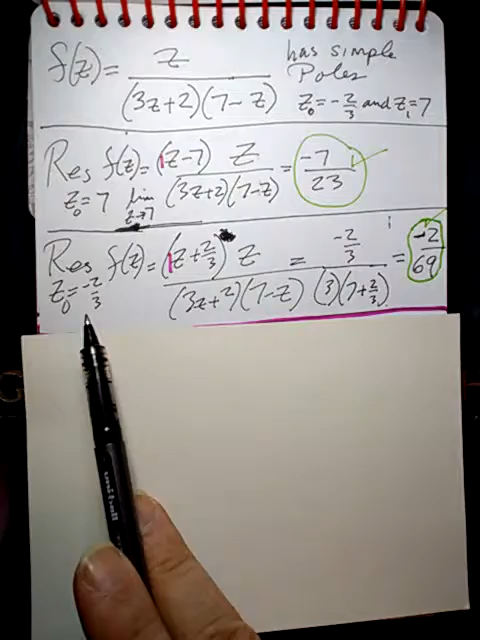 f(z) = z / (3z+2)(7-z) has simple Poles z₀ = -2/3 and z₁ = 7
Res f(z) = (z-7) z / (3z+2)(7-z) = -7 / 23
z₀ = 7 lim z→7
Res f(z) = (z + 2/3) z / (3z+2)(7-z) = -2/3 / (3)(7+2/3) = -2 / 69
z₀ = -2/3
uni-ball